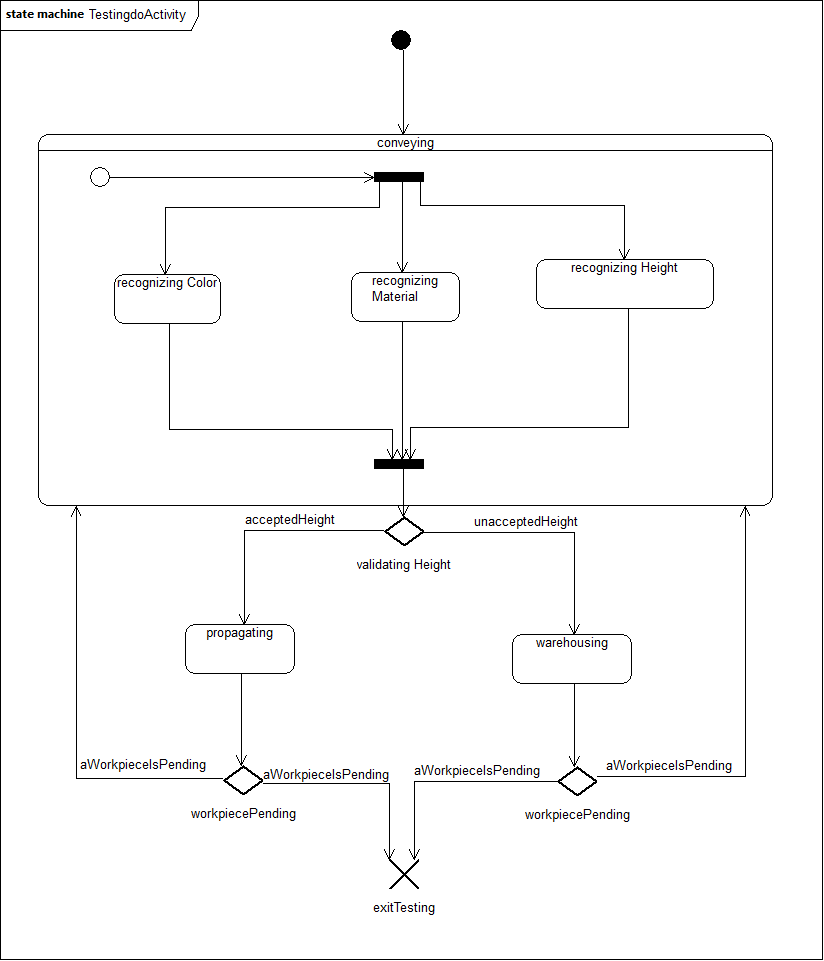 state machine TestingdoActivity
conveying
recognizing Color
recognizing
Material
recognizing Height
acceptedHeight
unacceptedHeight
validating Height
propagating
warehousing
aWorkpieceIsPending
aWorkpieceIsPending
aWorkpieceIsPending
aWorkpieceIsPending
workpiecePending
workpiecePending
exitTesting